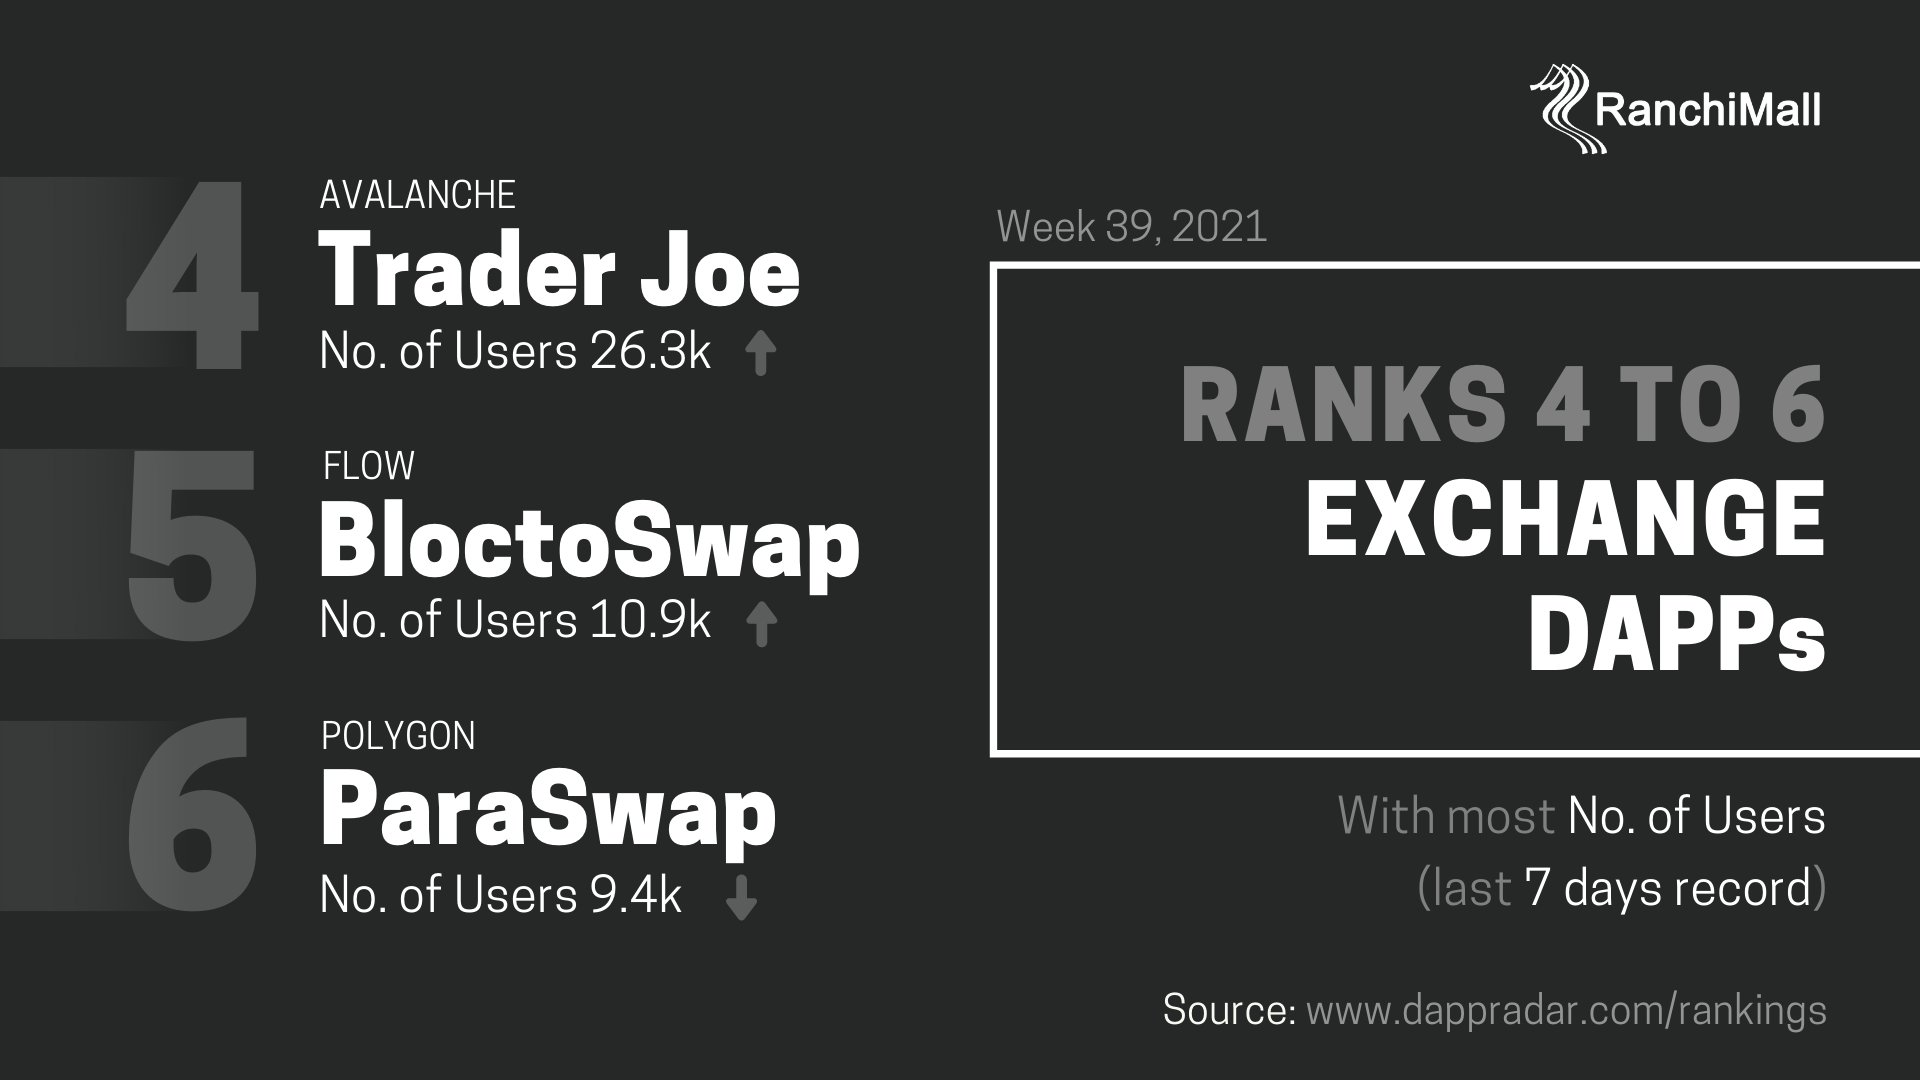 RanchiMall
4
AVALANCHE
Trader Joe
No. of Users 26.3k
5
FLOW
BloctoSwap
No. of Users 10.9k
6
POLYGON
ParaSwap
No. of Users 9.4k
Week 39, 2021
RANKS 4 TO 6
EXCHANGE
DAPPs
With most No. of Users
(last 7 days record)
Source: www.dappradar.com/rankings